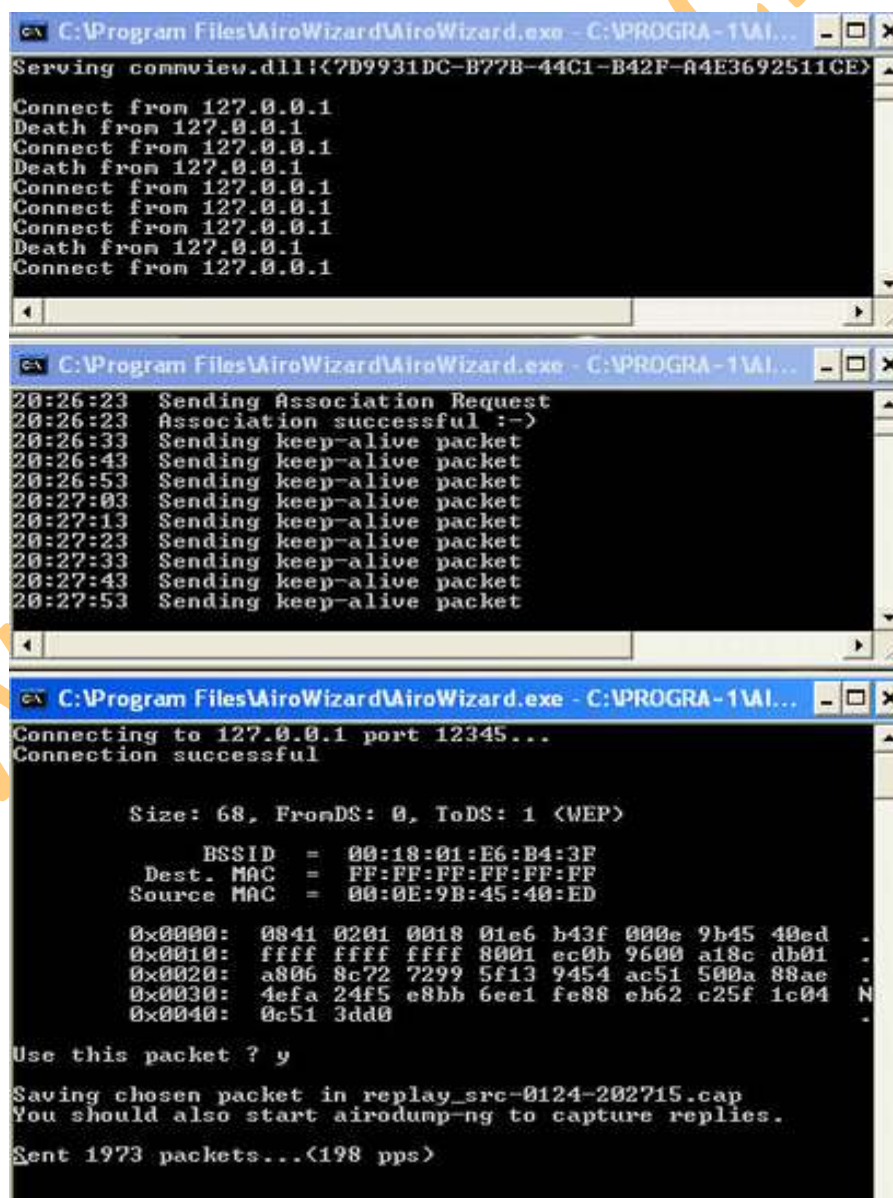 C:\Program Files\AiroWizard\AiroWizard.exe - C:\PROGRA~1\AI...
Serving commview.dll!{7D9931DC-B77B-44C1-B42F-A4E3692511CE}
Connect from 127.0.0.1
Death from 127.0.0.1
Connect from 127.0.0.1
Death from 127.0.0.1
Connect from 127.0.0.1
Connect from 127.0.0.1
Connect from 127.0.0.1
Death from 127.0.0.1
Connect from 127.0.0.1
C:\Program Files\AiroWizard\AiroWizard.exe - C:\PROGRA~1\AI...
20:26:23  Sending Association Request
20:26:23  Association successful :-)
20:26:33  Sending keep-alive packet
20:26:43  Sending keep-alive packet
20:26:53  Sending keep-alive packet
20:27:03  Sending keep-alive packet
20:27:13  Sending keep-alive packet
20:27:23  Sending keep-alive packet
20:27:33  Sending keep-alive packet
20:27:43  Sending keep-alive packet
20:27:53  Sending keep-alive packet
C:\Program Files\AiroWizard\AiroWizard.exe - C:\PROGRA~1\AI...
Connecting to 127.0.0.1 port 12345...
Connection successful
Size: 68, FromDS: 0, ToDS: 1 (WEP)
BSSID = 00:18:01:E6:B4:3F
Dest. MAC = FF:FF:FF:FF:FF:FF
Source MAC = 00:0E:9B:45:40:ED
0x0000: 0841 0201 0018 01e6 b43f 000e 9b45 40ed .
0x0010: ffff ffff ffff 8001 ec0b 9600 a18c db01 .
0x0020: a806 8c72 7299 5f13 9454 ac51 500a 88ae .
0x0030: 4efa 24f5 e8bb 6ee1 fe88 eb62 c25f 1c04 N
0x0040: 0c51 3dd0 .
Use this packet ? y
Saving chosen packet in replay_src-0124-202715.cap
You should also start airodump-ng to capture replies.
Sent 1973 packets...(198 pps)